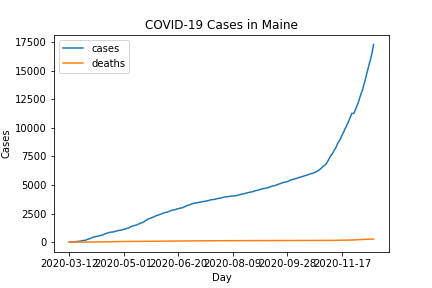 COVID-19 Cases in Maine
cases
deaths
17500
15000
12500
10000
7500
5000
2500
0
Cases
2020-03-12 2020-05-01 2020-06-20 2020-08-09 2020-09-28 2020-11-17
Day